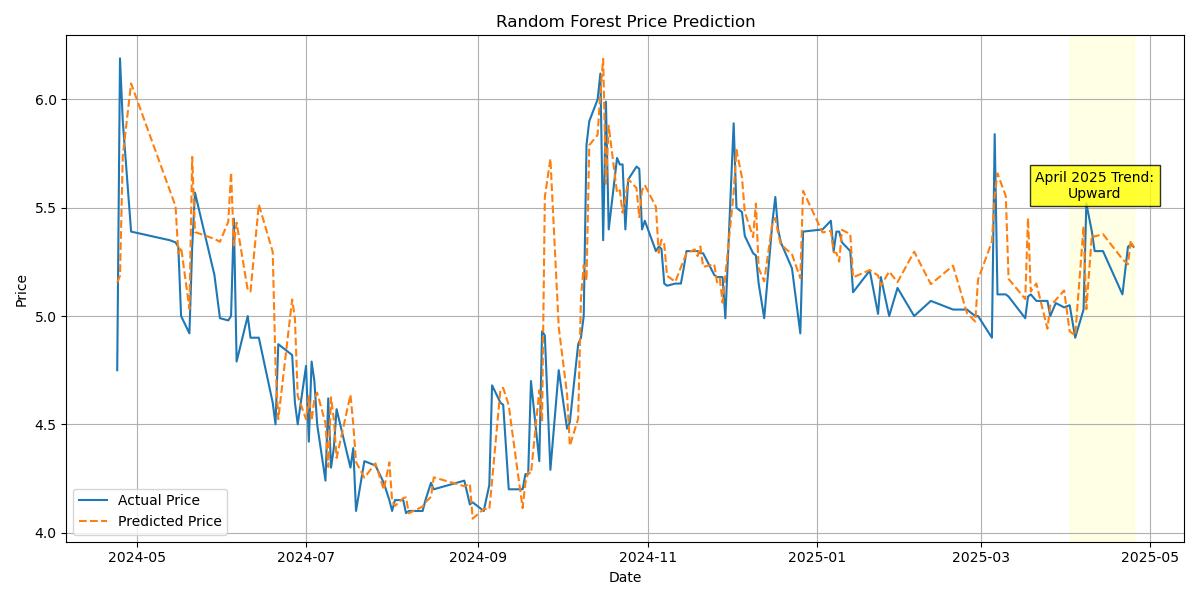 Random Forest Price Prediction
Price
6.0
5.5
5.0
4.5
4.0
April 2025 Trend:
Upward
Actual Price
Predicted Price
2024-05
2024-07
2024-09
2024-11
2025-01
2025-03
2025-05
Date